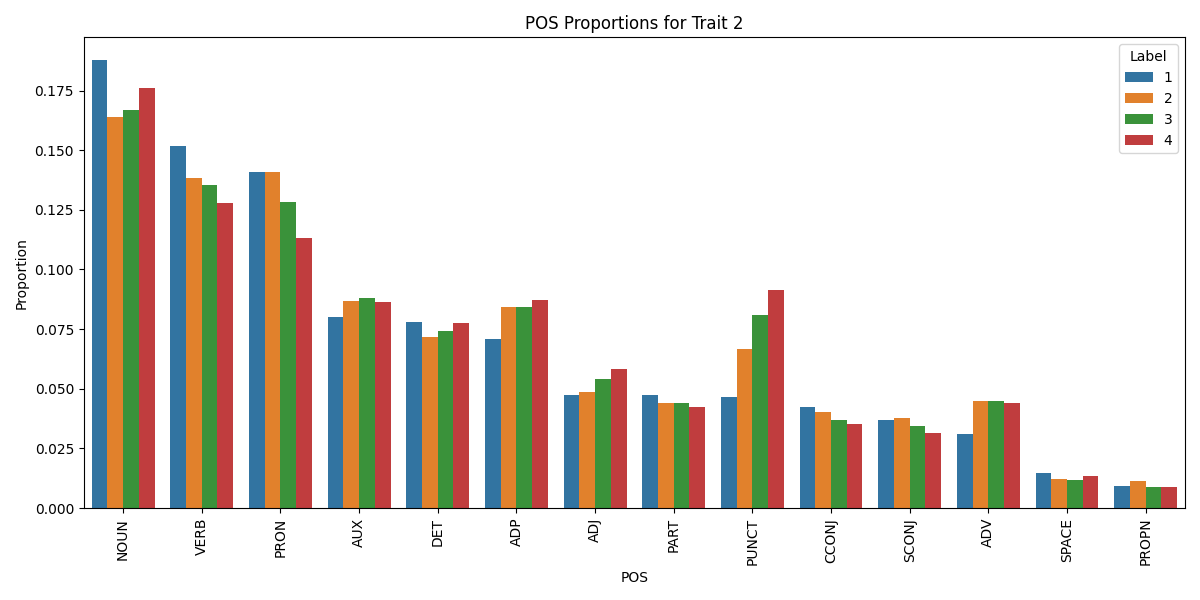 POS Proportions for Trait 2
Label
1
2
3
4
Proportion
0.175
0.150
0.125
0.100
0.075
0.050
0.025
0.000
NOUN
VERB
PRON
AUX
DET
ADP
ADJ
PART
PUNCT
CCONJ
SCONJ
ADV
SPACE
PROPN
POS